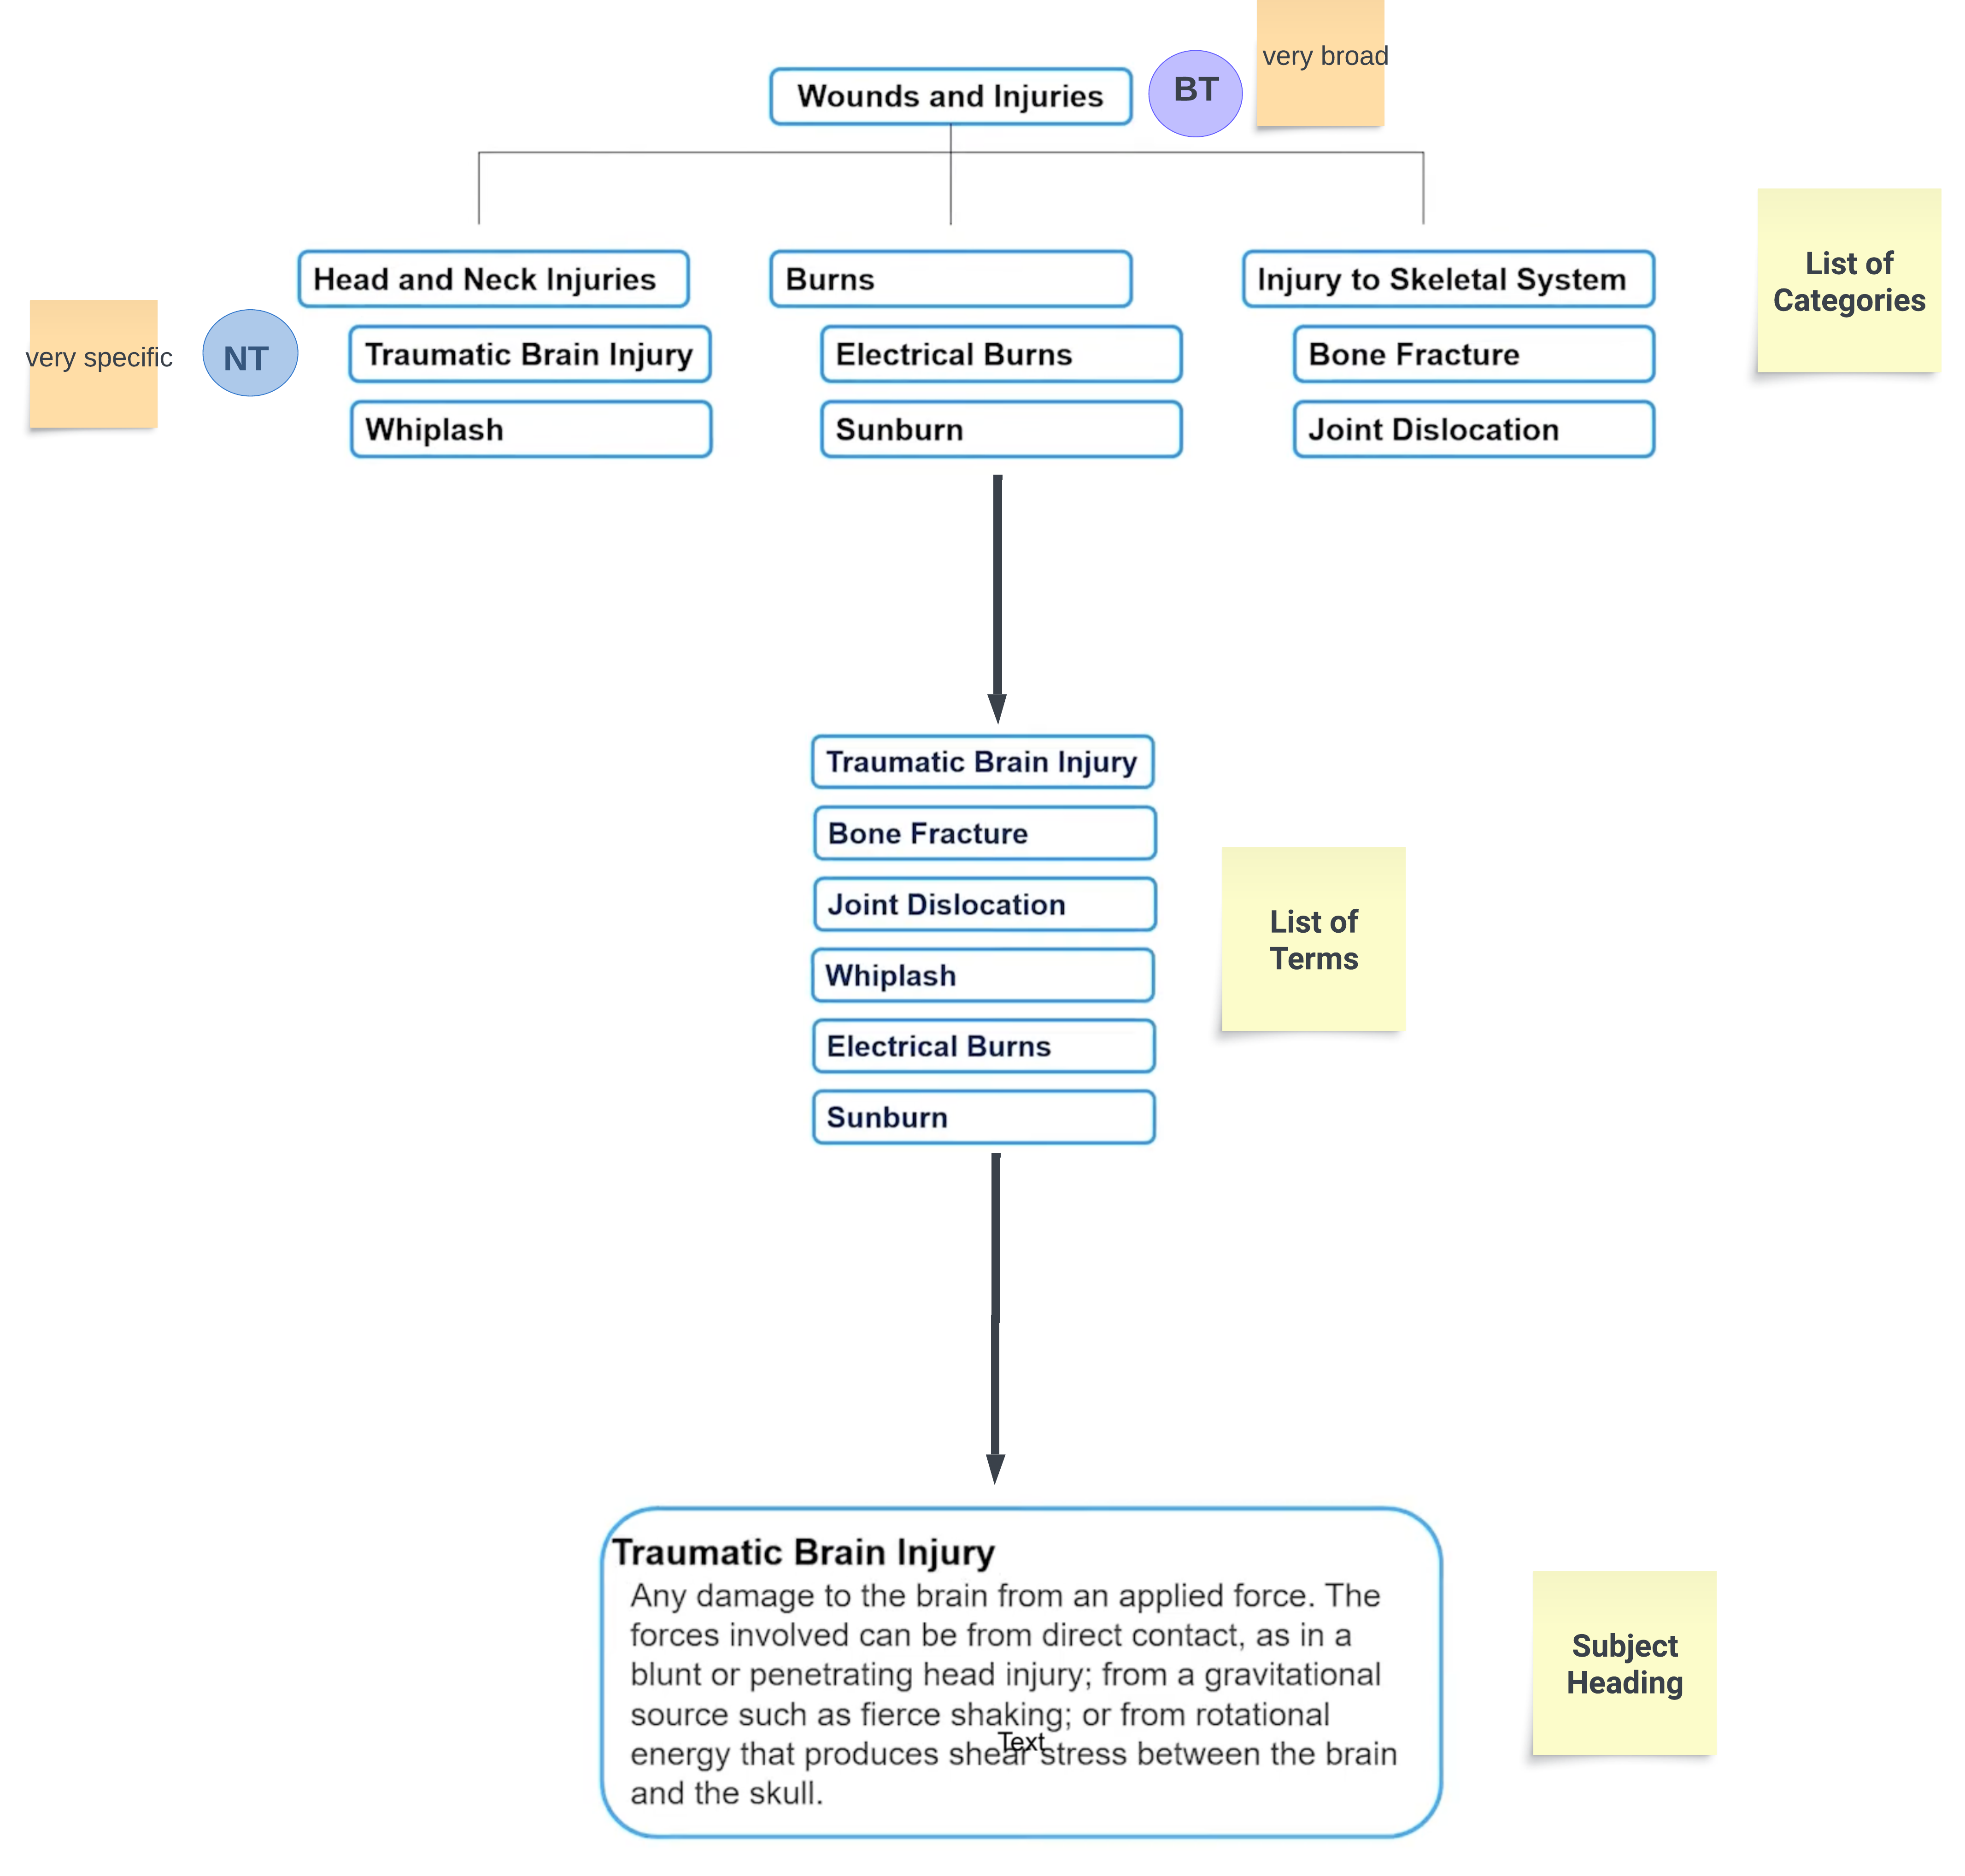 very broad
Wounds and Injuries
BT
Head and Neck Injuries
Burns
Injury to Skeletal System
List of
Categories
very specific
NT
Traumatic Brain Injury
Electrical Burns
Bone Fracture
Whiplash
Sunburn
Joint Dislocation
Traumatic Brain Injury
Bone Fracture
Joint Dislocation
Whiplash
Electrical Burns
Sunburn
List of
Terms
Traumatic Brain Injury
Any damage to the brain from an applied force. The
forces involved can be from direct contact, as in a
blunt or penetrating head injury; from a gravitational
source such as fierce shaking; or from rotational
Text
energy that produces shear stress between the brain
and the skull.
Subject
Heading